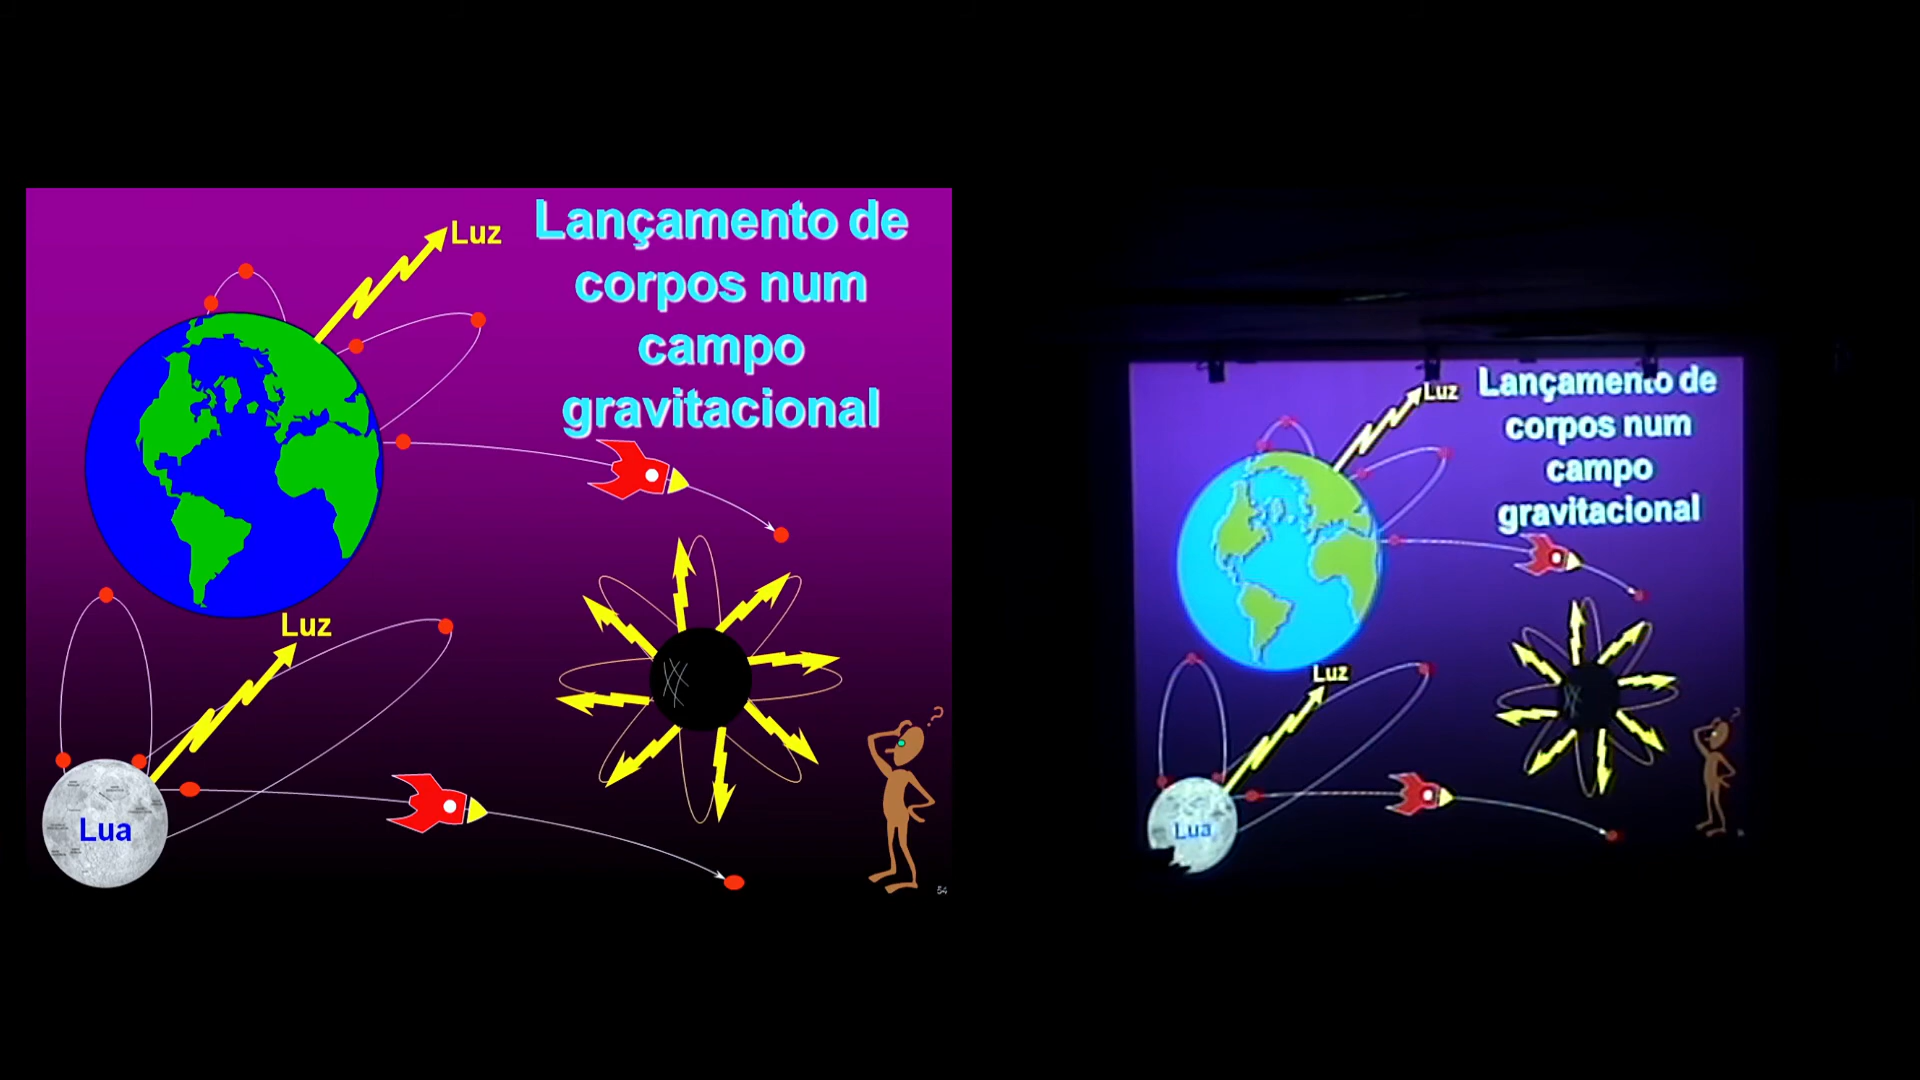 Luz
Lançamento de
corpos num
campo
gravitacional
Luz
Lua
?
54
Luz
Lançamento de
corpos num
campo
gravitacional
Luz
Lua
?